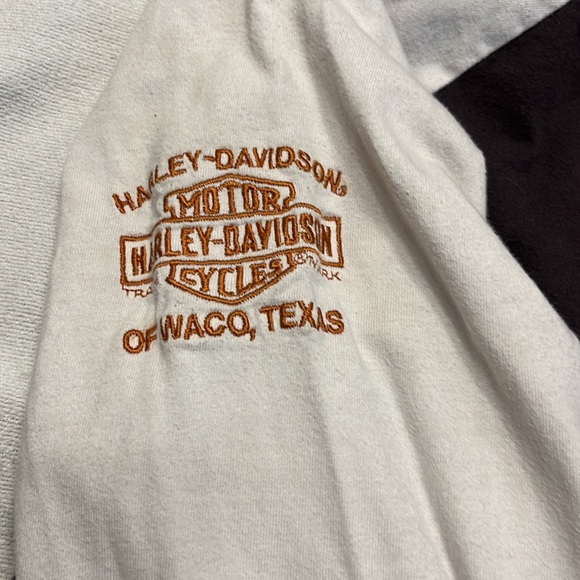 HARLEY-DAVIDSON®
MOTOR
HARLEY-DAVIDSON
CYCLES
OF WACO, TEXAS